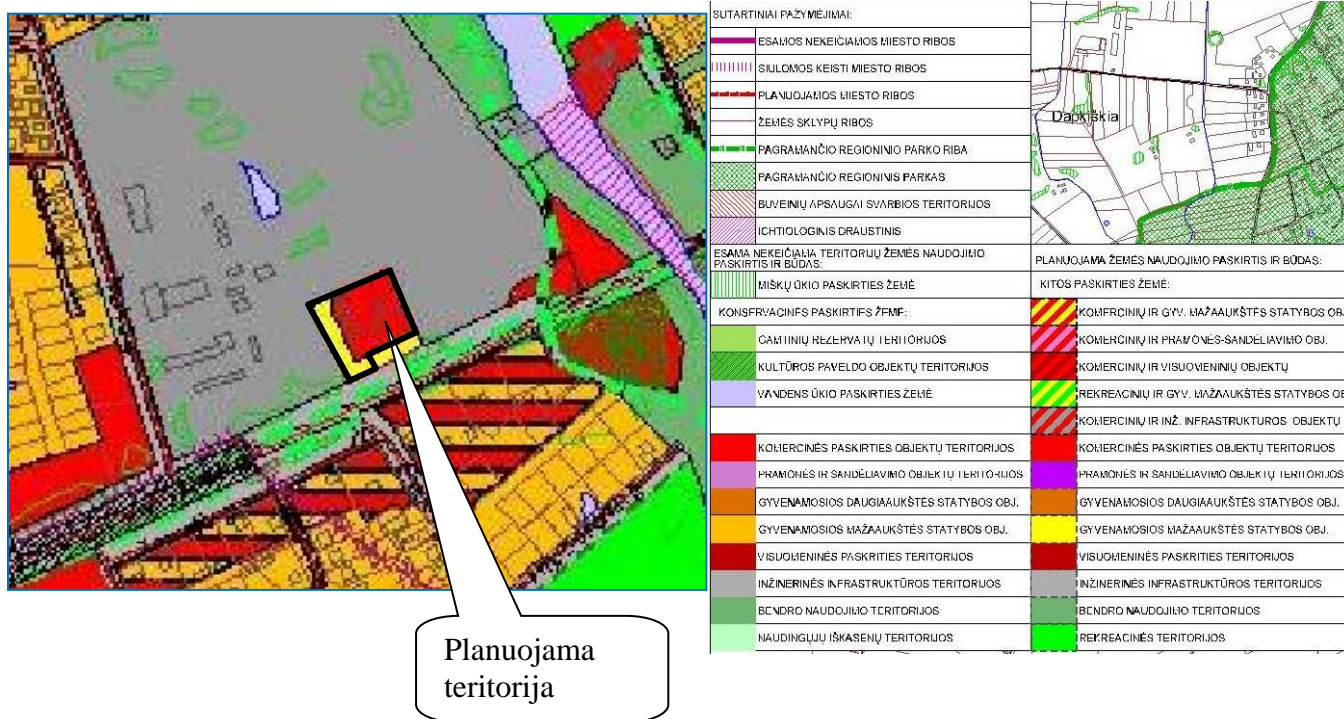 Planuojama
teritorija
SUTARTINIAI PAŽYMĖJIMAI:
ESAMOS NEKEIČIAMOS MIESTO RIBOS
SIULOMOS KEISTI MIESTO RIBOS
PLANUOJAMOS MIESTO RIBOS
ŽEMĖS SKLYPŲ RIBOS
PAGRAMANČIO REGIONINIO PARKO RIBA
PAGRAMANČIO REGIONINIS PARKAS
BUVEINIŲ APSAUGAI SVARBIOS TERITORIJOS
ICHTIOLOGINIS DRAUSTINIS
Dapkiškia
ESAMA NEKEIČIAMA TERITORIJŲ ŽEMĖS NAUDOJIMO
PASKIRTIS IR BŪDAS:
MIŠKŲ ŪKIO PASKIRTIES ŽEMĖ
KONSERVACINĖS PASKIRTIES ŽEMĖ:
GAMTINIŲ REZERVATŲ TERITORIJOS
KULTŪROS PAVELDO OBJEKTŲ TERITORIJOS
VANDENS ŪKIO PASKIRTIES ŽEMĖ
KOMERCINĖS PASKIRTIES OBJEKTŲ TERITORIJOS
PRAMONĖS IR SANDĖLIAVIMO OBJEKTŲ TERITORIJOS
GYVENAMOSIOS DAUGIAAUKŠTĖS STATYBOS OBJ.
GYVENAMOSIOS MAŽAAUKŠTĖS STATYBOS OBJ.
VISUOMENINĖS PASKRITIES TERITORIJOS
INŽINERINĖS INFRASTRUKTŪROS TERITORIJOS
BENDRO NAUDOJIMO TERITORIJOS
NAUDINGŲJŲ IŠKASENŲ TERITORIJOS
PLANUOJAMA ŽEMĖS NAUDOJIMO PASKIRTIS IR BŪDAS:
KITOS PASKIRTIES ŽEMĖ:
KOMERCINIŲ IR GYV. MAŽAAUKŠTĖS STATYBOS OB
KOMERCINIŲ IR PRAMONĖS-SANDĖLIAVIMO OBJ.
KOMERCINIŲ IR VISUOMENINIŲ OBJEKTŲ
REKREACINIŲ IR GYV. MAŽAAUKŠTĖS STATYBOS OB
KOMERCINIŲ IR INŽ. INFRASTRUKTUROS OBJEKTŲ
KOMERCINĖS PASKIRTIES OBJEKTŲ TERITORIJOS
PRAMONĖS IR SANDĖLIAVIMO OBJEKTŲ TERITORIJOS
GYVENAMOSIOS DAUGIAAUKŠTĖS STATYBOS OBJ.
GYVENAMOSIOS MAŽAAUKŠTĖS STATYBOS OBJ.
VISUOMENINĖS PASKIRTIES TERITORIJOS
INŽINERINĖS INFRASTRUKTŪROS TERITORIJOS
BENDRO NAUDOJIMO TERITORIJOS
REKREACINĖS TERITORIJOS